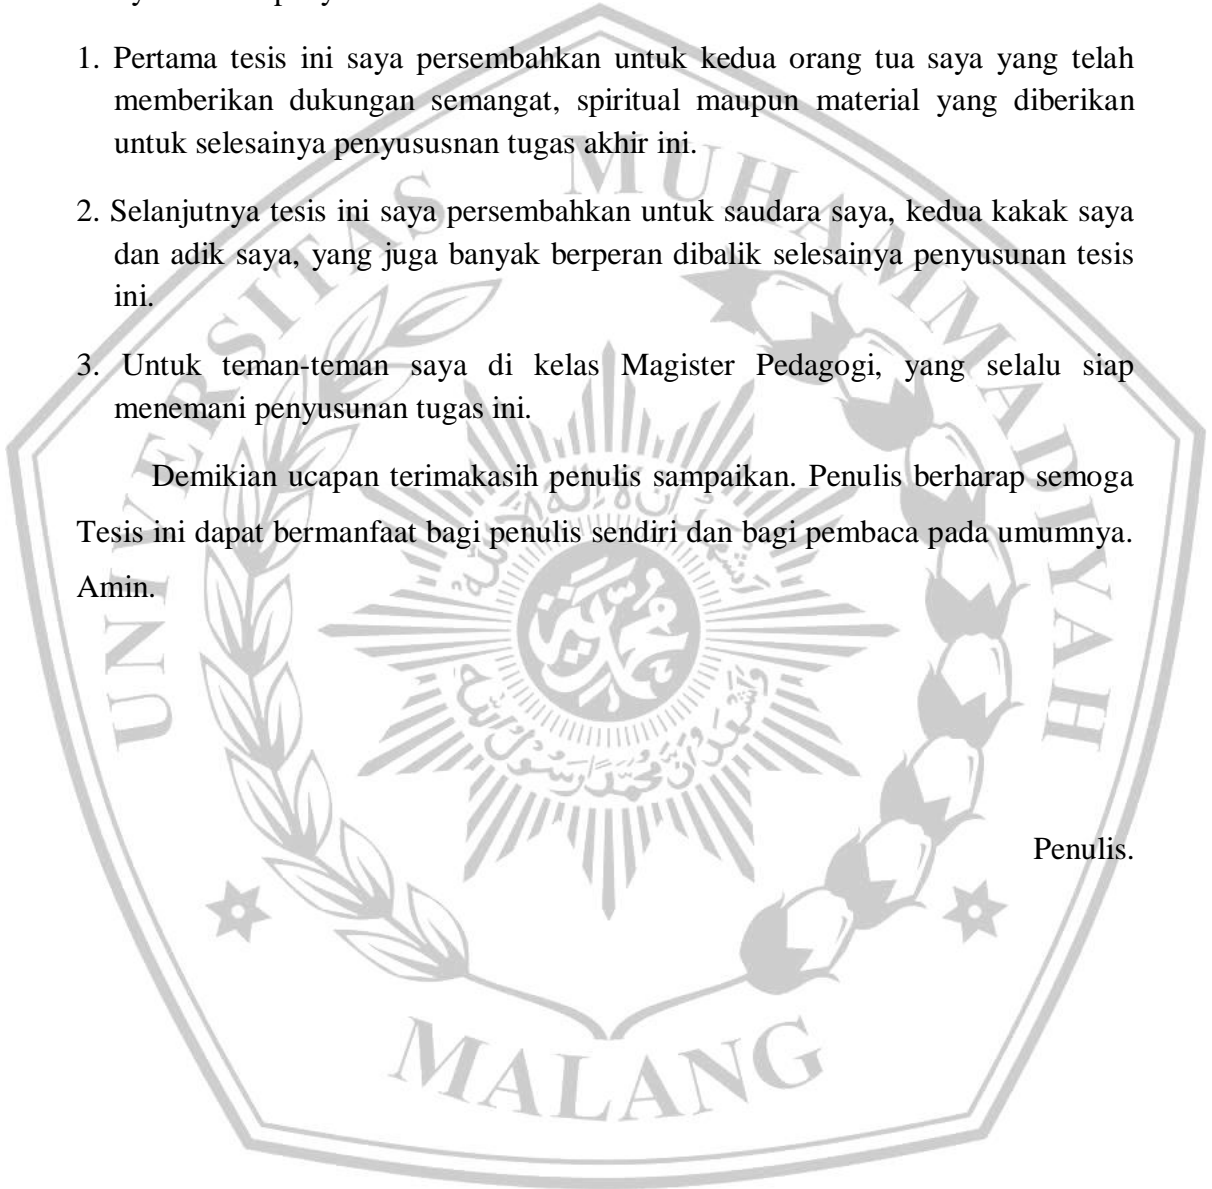 1. Pertama tesis ini saya persembahkan untuk kedua orang tua saya yang telah
memberikan dukungan semangat, spiritual maupun material yang diberikan
untuk selesainya penyususnan tugas akhir ini.
2. Selanjutnya tesis ini saya persembahkan untuk saudara saya, kedua kakak saya
dan adik saya, yang juga banyak berperan dibalik selesainya penyusunan tesis
ini.
3. Untuk teman-teman saya di kelas Magister Pedagogi, yang selalu siap
menemani penyusunan tugas ini.
Demikian ucapan terimakasih penulis sampaikan. Penulis berharap semoga
Tesis ini dapat bermanfaat bagi penulis sendiri dan bagi pembaca pada umumnya.
Amin.
Penulis.
UNIVERSITAS MUHAMMADIYAH
MALANG